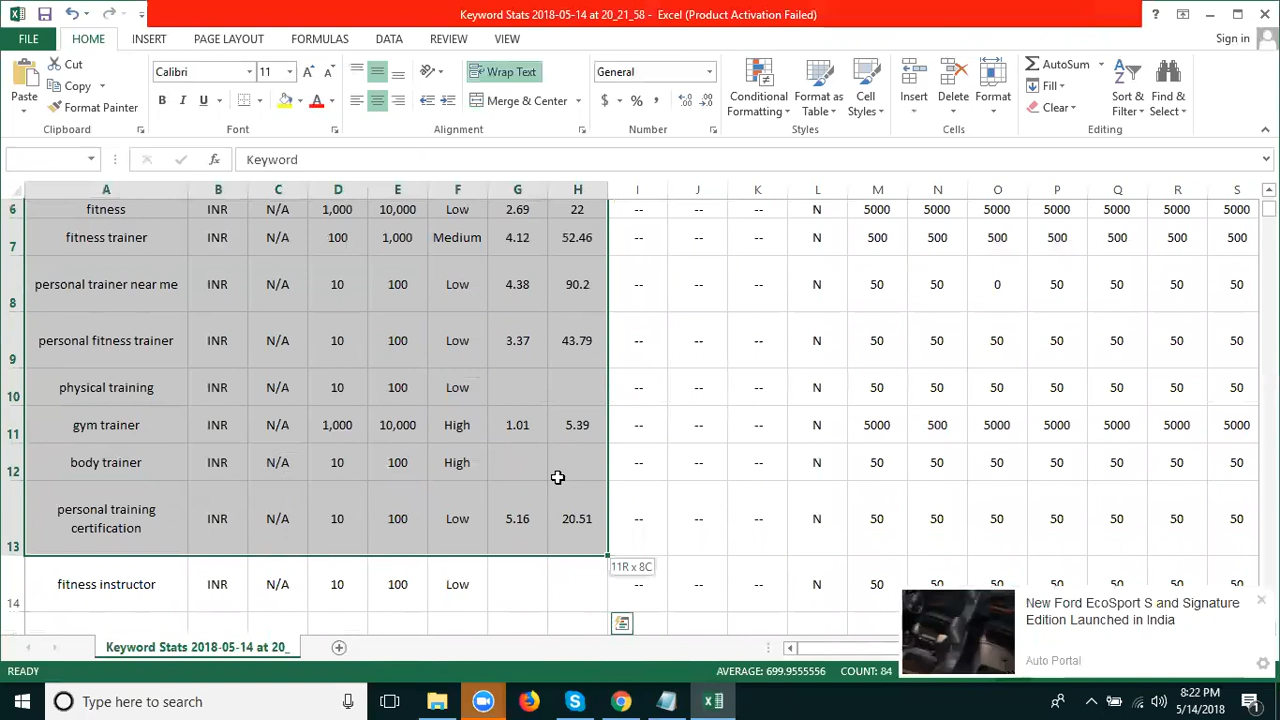 Keyword Stats 2018-05-14 at 20_21_58 - Excel (Product Activation Failed)
FILE HOME INSERT PAGE LAYOUT FORMULAS DATA REVIEW VIEW Sign in
Paste Cut Copy Format Painter Clipboard
Calibri 11 B I U A Font
Wrap Text Merge & Center Alignment
General $ % , Number
Conditional Formatting Format as Table Cell Styles Styles
Insert Delete Format Cells
AutoSum Fill Clear Sort & Filter Find & Select Editing
fx Keyword
A B C D E F G H I J K L M N O P Q R S
6 fitness INR N/A 1,000 10,000 Low 2.69 22 -- -- -- N 5000 5000 5000 5000 5000 5000 5000
7 fitness trainer INR N/A 100 1,000 Medium 4.12 52.46 -- -- -- N 500 500 500 500 500 500 500
8 personal trainer near me INR N/A 10 100 Low 4.38 90.2 -- -- -- N 50 50 0 50 50 50 50
9 personal fitness trainer INR N/A 10 100 Low 3.37 43.79 -- -- -- N 50 50 50 50 50 50 50
10 physical training INR N/A 10 100 Low -- -- -- N 50 50 50 50 50 50 50
11 gym trainer INR N/A 1,000 10,000 High 1.01 5.39 -- -- -- N 5000 500 5000 5000 5000 5000 5000
12 body trainer INR N/A 10 100 High -- -- -- N 50 50 50 50 50 50 50
personal training
certification
13 INR N/A 10 100 Low 5.16 20.51 -- -- -- N 50 50 50 50 50 50 50
11R x 8C
14 fitness instructor INR N/A 10 100 Low -- -- -- N 50
New Ford EcoSport S and Signature
Edition Launched in India
Auto Portal
Keyword Stats 2018-05-14 at 20_
READY AVERAGE: 699.9555556 COUNT: 84
Type here to search
8:22 PM
5/14/2018
1